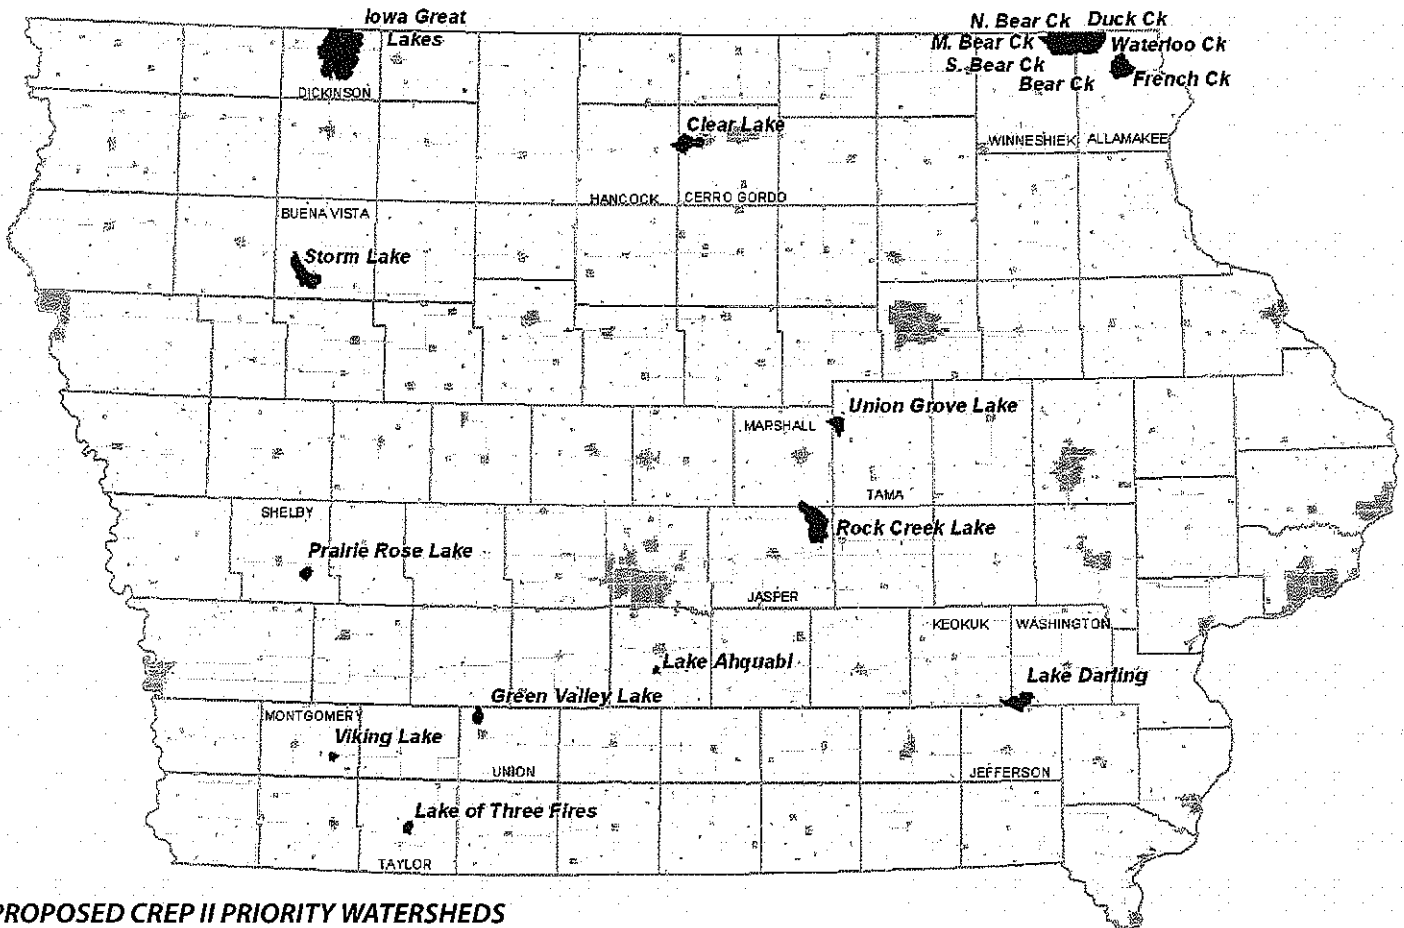 Iowa Great
Lakes
N. Bear Ck
Duck Ck
M. Bear Ck
Waterloo Ck
S. Bear Ck
French Ck
Bear Ck
DICKINSON
Clear Lake
WINNESHIEK
ALLAMAKEE
HANCOCK
CERRO GORDO
BUENA VISTA
Storm Lake
Union Grove Lake
MARSHALL
TAMA
SHELBY
Rock Creek Lake
Prairie Rose Lake
JASPER
KEOKUK
WASHINGTON
Lake Ahquabi
Lake Darling
Green Valley Lake
MONTGOMERY
Viking Lake
UNION
JEFFERSON
Lake of Three Fires
TAYLOR
PROPOSED CREP II PRIORITY WATERSHEDS